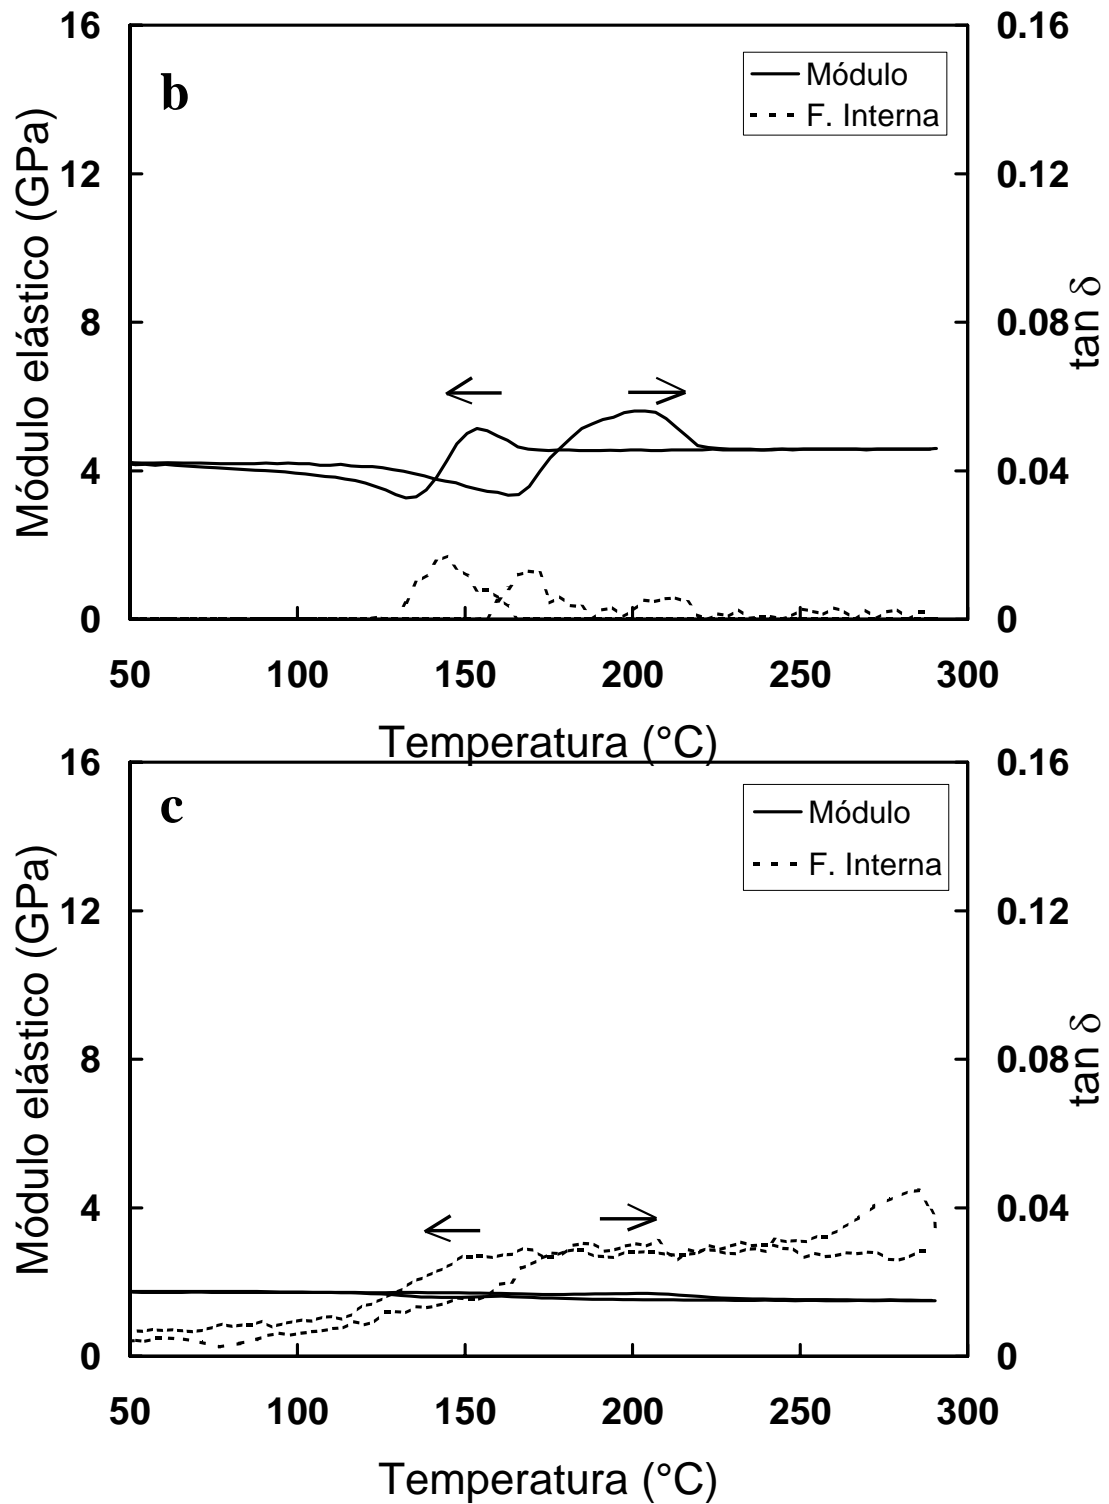 16
0.16
b
Módulo
F. Interna
12
0.12
Módulo elástico (GPa)
tan δ
8
0.08
4
0.04
0
0
50
100
150
200
250
300
Temperatura (°C)
16
0.16
c
Módulo
F. Interna
12
0.12
Módulo elástico (GPa)
tan δ
8
0.08
4
0.04
0
0
50
100
150
200
250
300
Temperatura (°C)